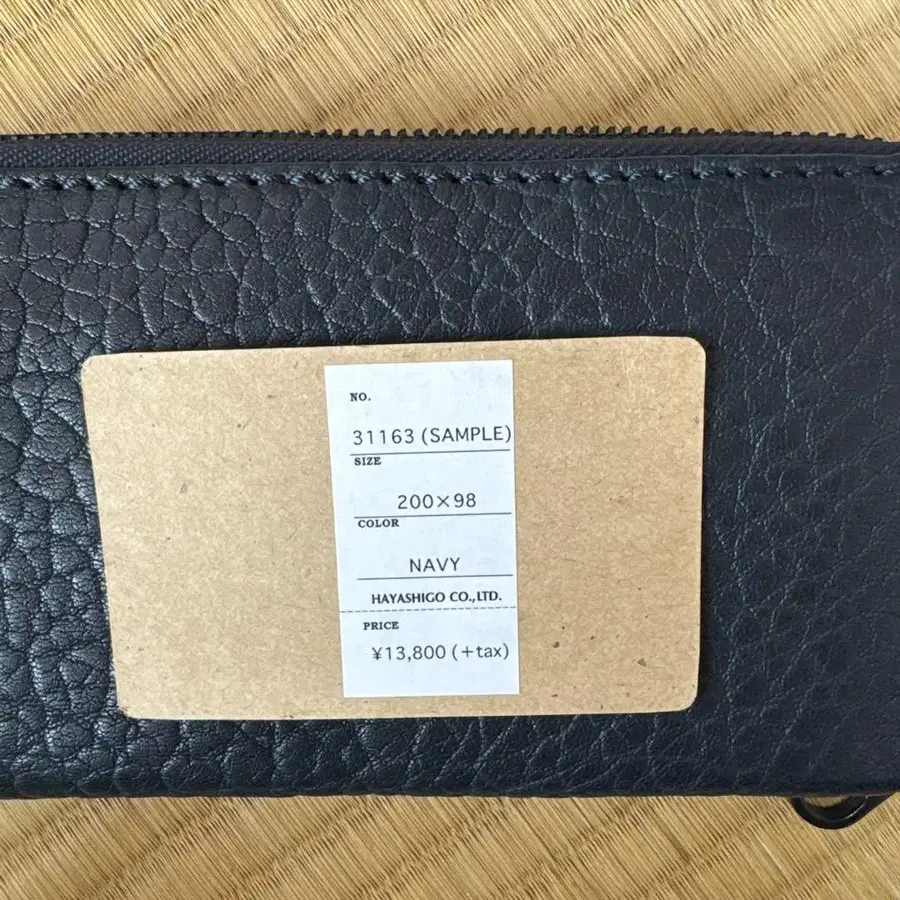 NO.
31163 (SAMPLE)
SIZE
200×98
COLOR
NAVY
HAYASHIGO CO.,LTD.
PRICE
¥13,800 (+tax)